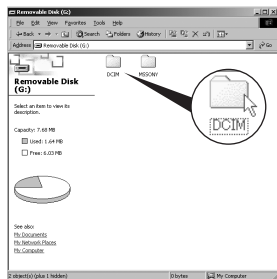 Removable Disk (G:)
File Edit View Favorites Tools Help
Back Search Folders History
Address Removable Disk (G:) Go
Removable Disk (G:)
Select an item to view its description.
Capacity: 7.68 MB
Used: 1.64 MB
Free: 6.03 MB
See also:
My Documents
My Network Places
My Computer
DCIM MSSONY
DCIM
2 object(s) (plus 1 hidden) 0 bytes My Computer